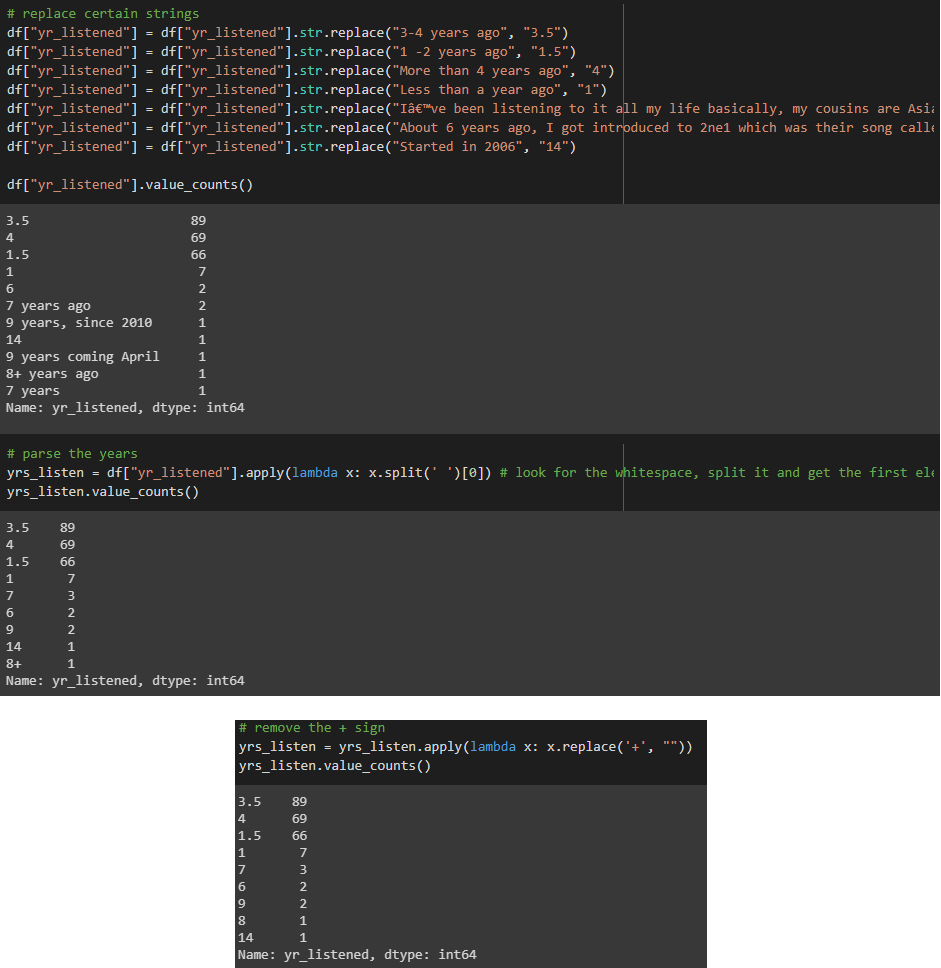 # replace certain strings
df["yr_listened"] = df["yr_listened"].str.replace("3-4 years ago", "3.5")
df["yr_listened"] = df["yr_listened"].str.replace("1 -2 years ago", "1.5")
df["yr_listened"] = df["yr_listened"].str.replace("More than 4 years ago", "4")
df["yr_listened"] = df["yr_listened"].str.replace("Less than a year ago", "1")
df["yr_listened"] = df["yr_listened"].str.replace("Iâ€™ve been listening to it all my life basically, my cousins are Asia
df["yr_listened"] = df["yr_listened"].str.replace("About 6 years ago, I got introduced to 2ne1 which was their song calle
df["yr_listened"] = df["yr_listened"].str.replace("Started in 2006", "14")
df["yr_listened"].value_counts()
3.5 89
4 69
1.5 66
1 7
6 2
7 years ago 2
9 years, since 2010 1
14 1
9 years coming April 1
8+ years ago 1
7 years 1
Name: yr_listened, dtype: int64
# parse the years
yrs_listen = df["yr_listened"].apply(lambda x: x.split(' ')[0]) # look for the whitespace, split it and get the first ele
yrs_listen.value_counts()
3.5 89
4 69
1.5 66
1 7
7 3
6 2
9 2
14 1
8+ 1
Name: yr_listened, dtype: int64
# remove the + sign
yrs_listen = yrs_listen.apply(lambda x: x.replace('+', ""))
yrs_listen.value_counts()
3.5 89
4 69
1.5 66
1 7
7 3
6 2
9 2
8 1
14 1
Name: yr_listened, dtype: int64